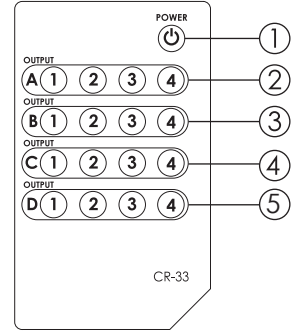 POWER
1
OUTPUT
A 1 2 3 4
2
OUTPUT
B 1 2 3 4
3
OUTPUT
C 1 2 3 4
4
OUTPUT
D 1 2 3 4
5
CR-33